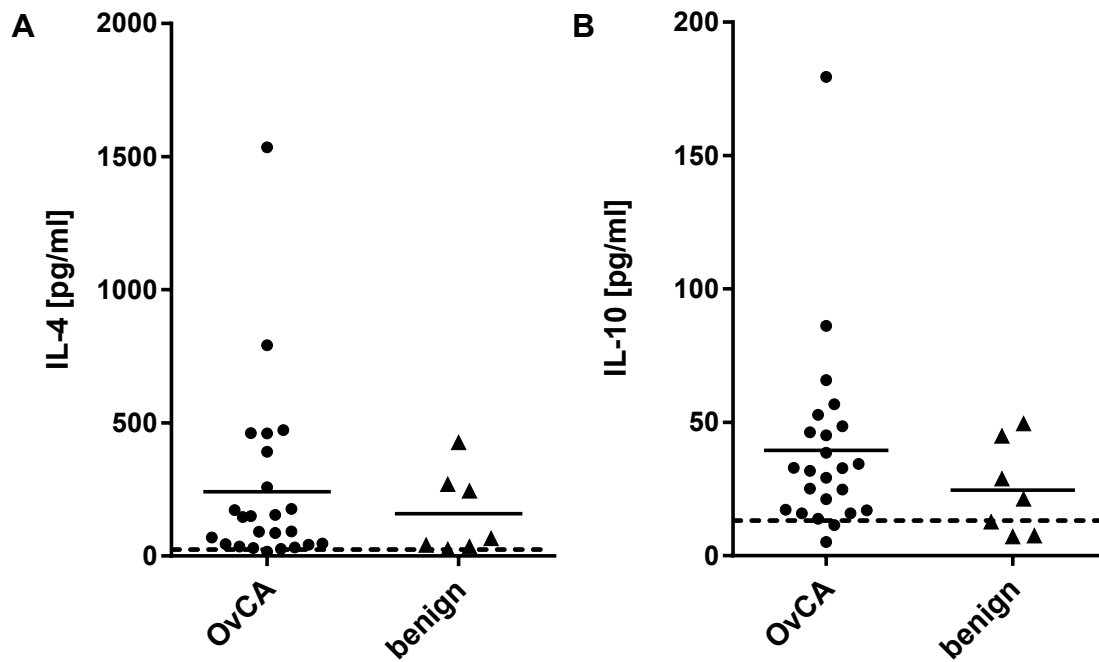 A
IL-4 [pg/ml]
2000
1500
1000
500
0
OvCA
benign
B
IL-10 [pg/ml]
200
150
100
50
0
OvCA
benign